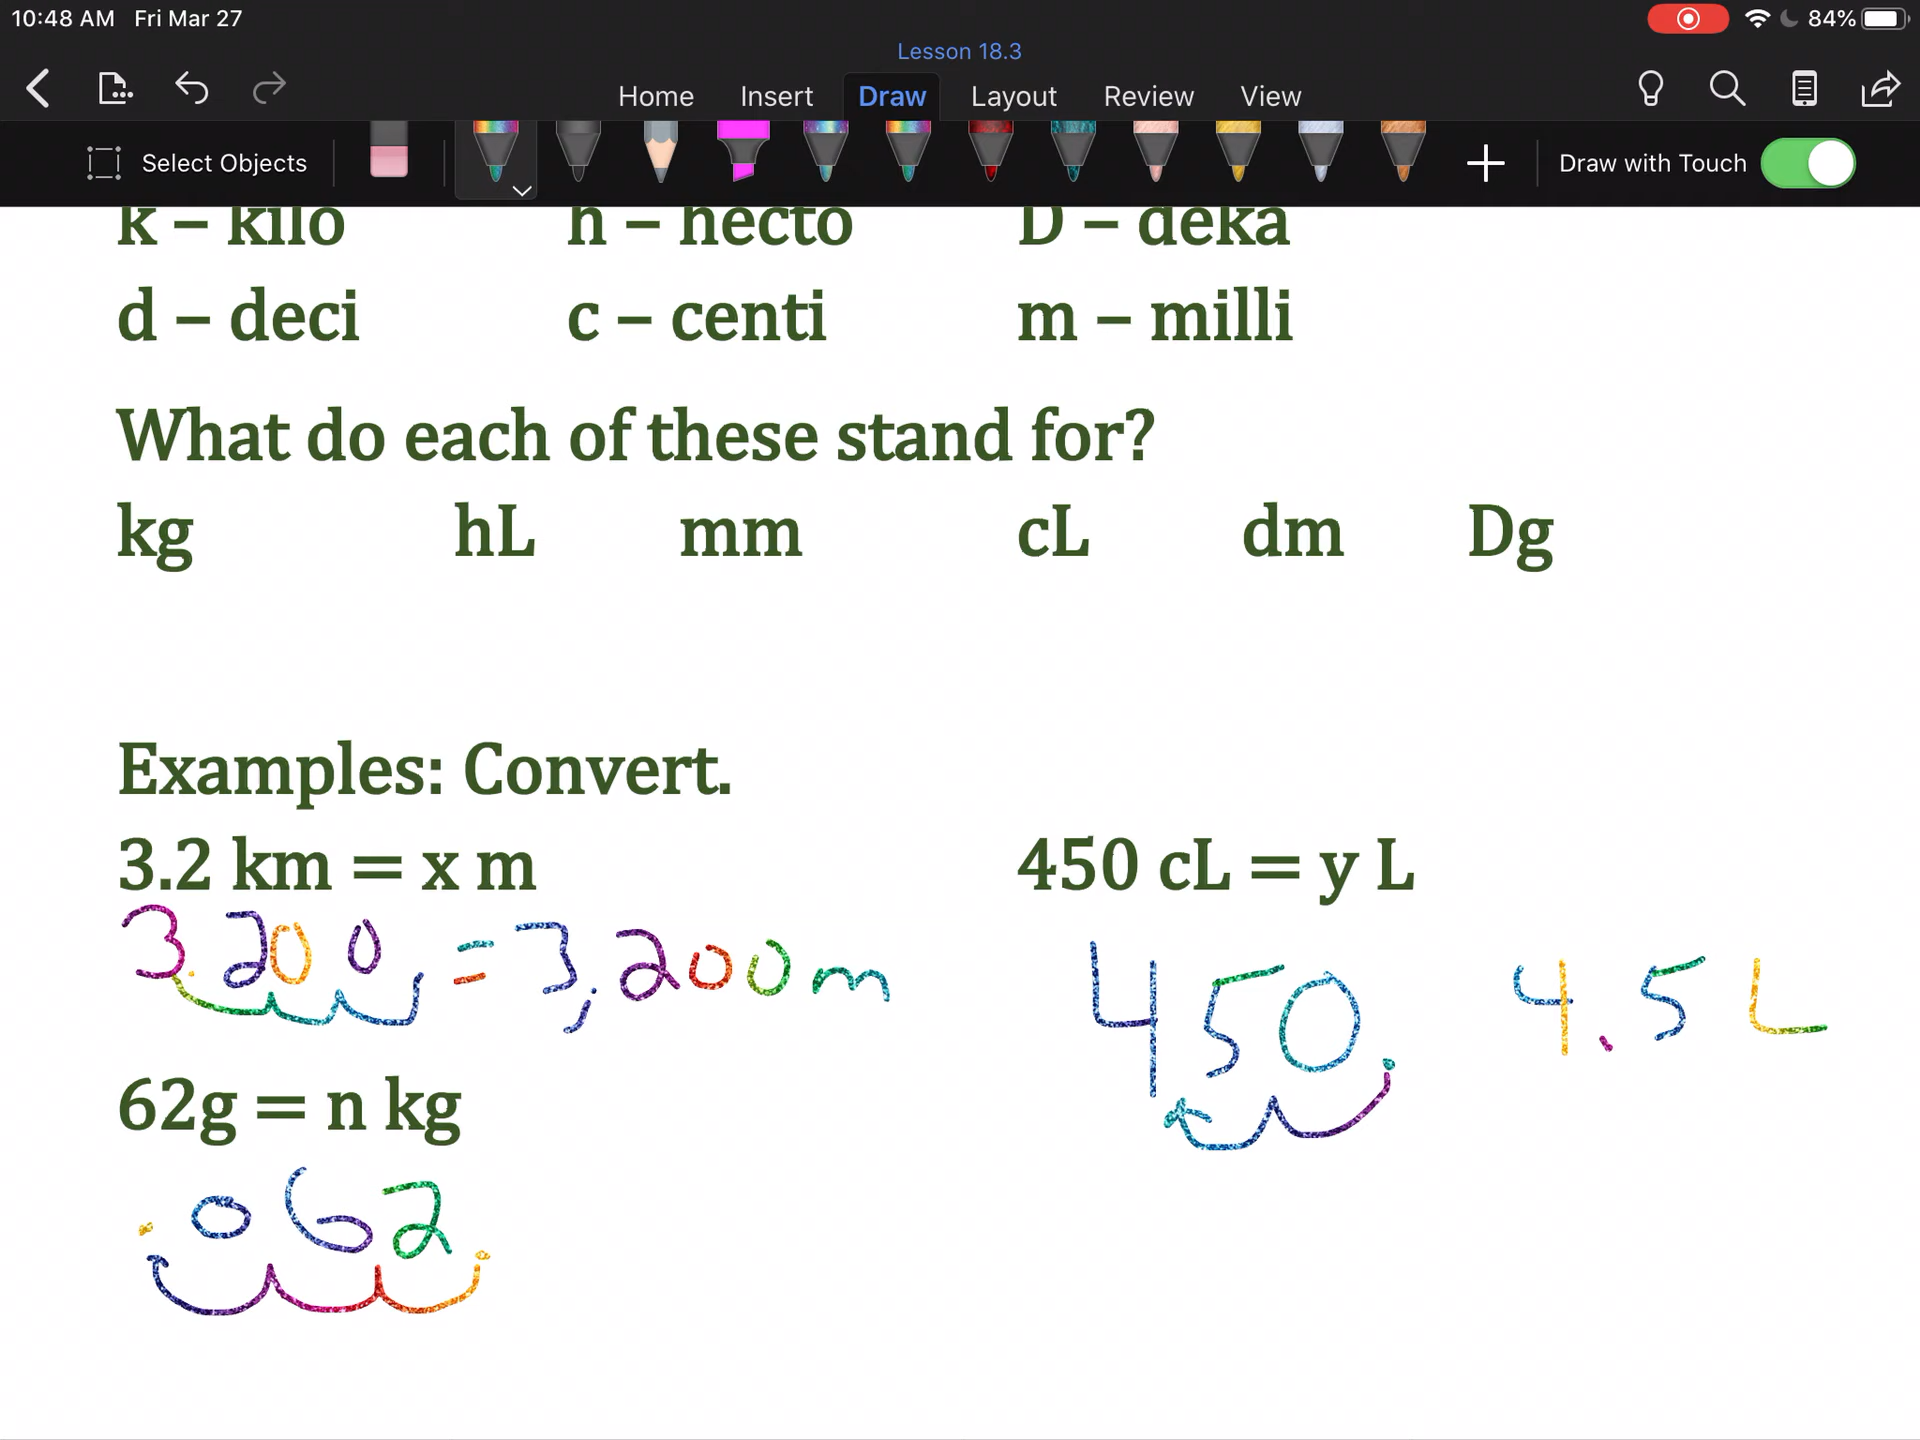 10:48 AM Fri Mar 27 84%
Lesson 18.3
Home Insert Draw Layout Review View
Select Objects Draw with Touch
k – kilo h – hecto D – deka
d – deci c – centi m – milli
What do each of these stand for?
kg hL mm cL dm Dg
Examples: Convert.
3.2 km = x m 450 cL = y L
3.200 = 3,200m 450. 4.5 L
62g = n kg
.062.